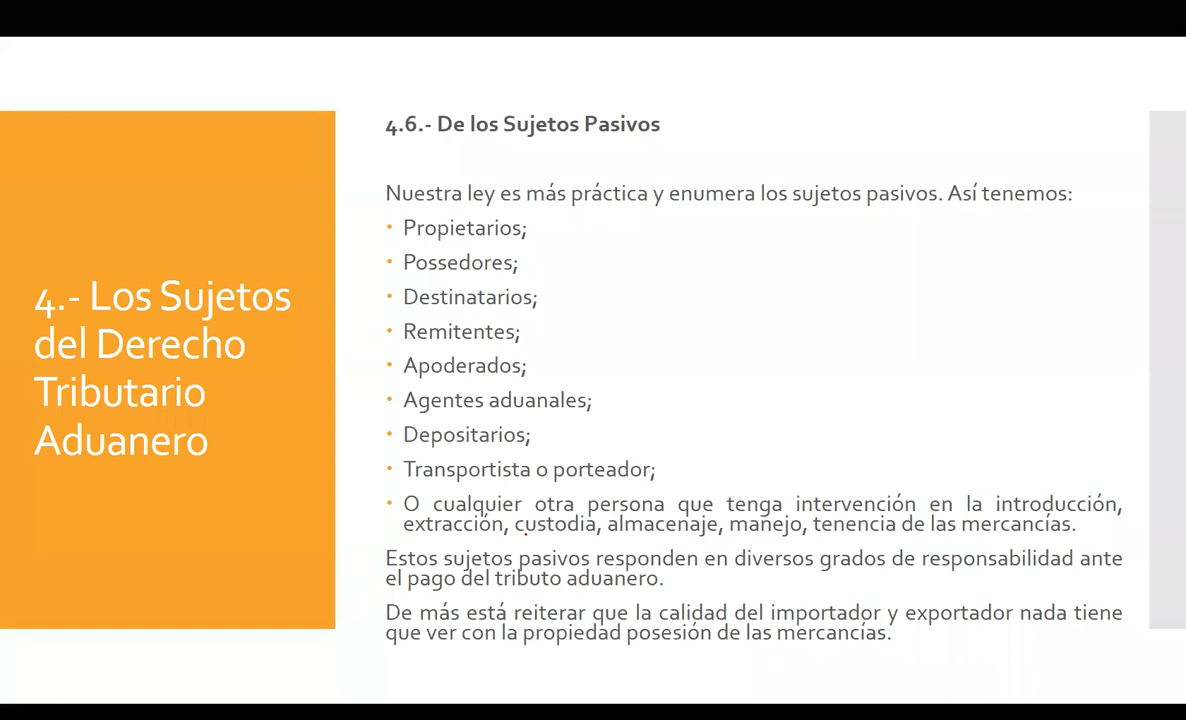 4.- Los Sujetos
del Derecho
Tributario
Aduanero
4.6.- De los Sujetos Pasivos
Nuestra ley es más práctica y enumera los sujetos pasivos. Así tenemos:
• Propietarios;
• Possedores;
• Destinatarios;
• Remitentes;
• Apoderados;
• Agentes aduanales;
• Depositarios;
• Transportista o porteador;
• O cualquier otra persona que tenga intervención en la introducción,
extracción, custodia, almacenaje, manejo, tenencia de las mercancías.
Estos sujetos pasivos responden en diversos grados de responsabilidad ante
el pago del tributo aduanero.
De más está reiterar que la calidad del importador y exportador nada tiene
que ver con la propiedad posesión de las mercancías.